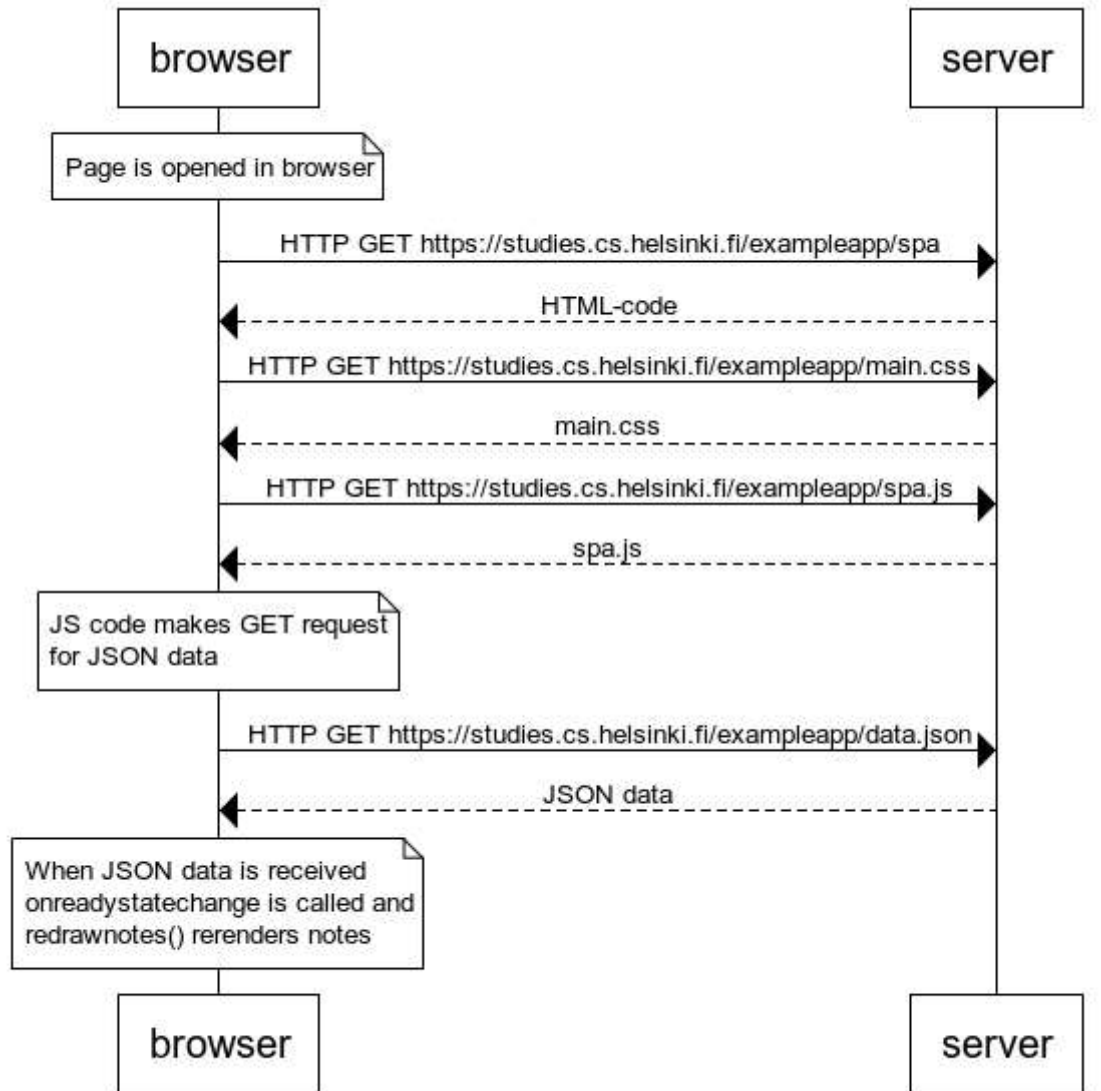 browser
server
Page is opened in browser
HTTP GET https://studies.cs.helsinki.fi/exampleapp/spa
HTML-code
HTTP GET https://studies.cs.helsinki.fi/exampleapp/main.css
main.css
HTTP GET https://studies.cs.helsinki.fi/exampleapp/spa.js
spa.js
JS code makes GET request
for JSON data
HTTP GET https://studies.cs.helsinki.fi/exampleapp/data.json
JSON data
When JSON data is received
onreadystatechange is called and
redrawnotes() rerenders notes
browser
server